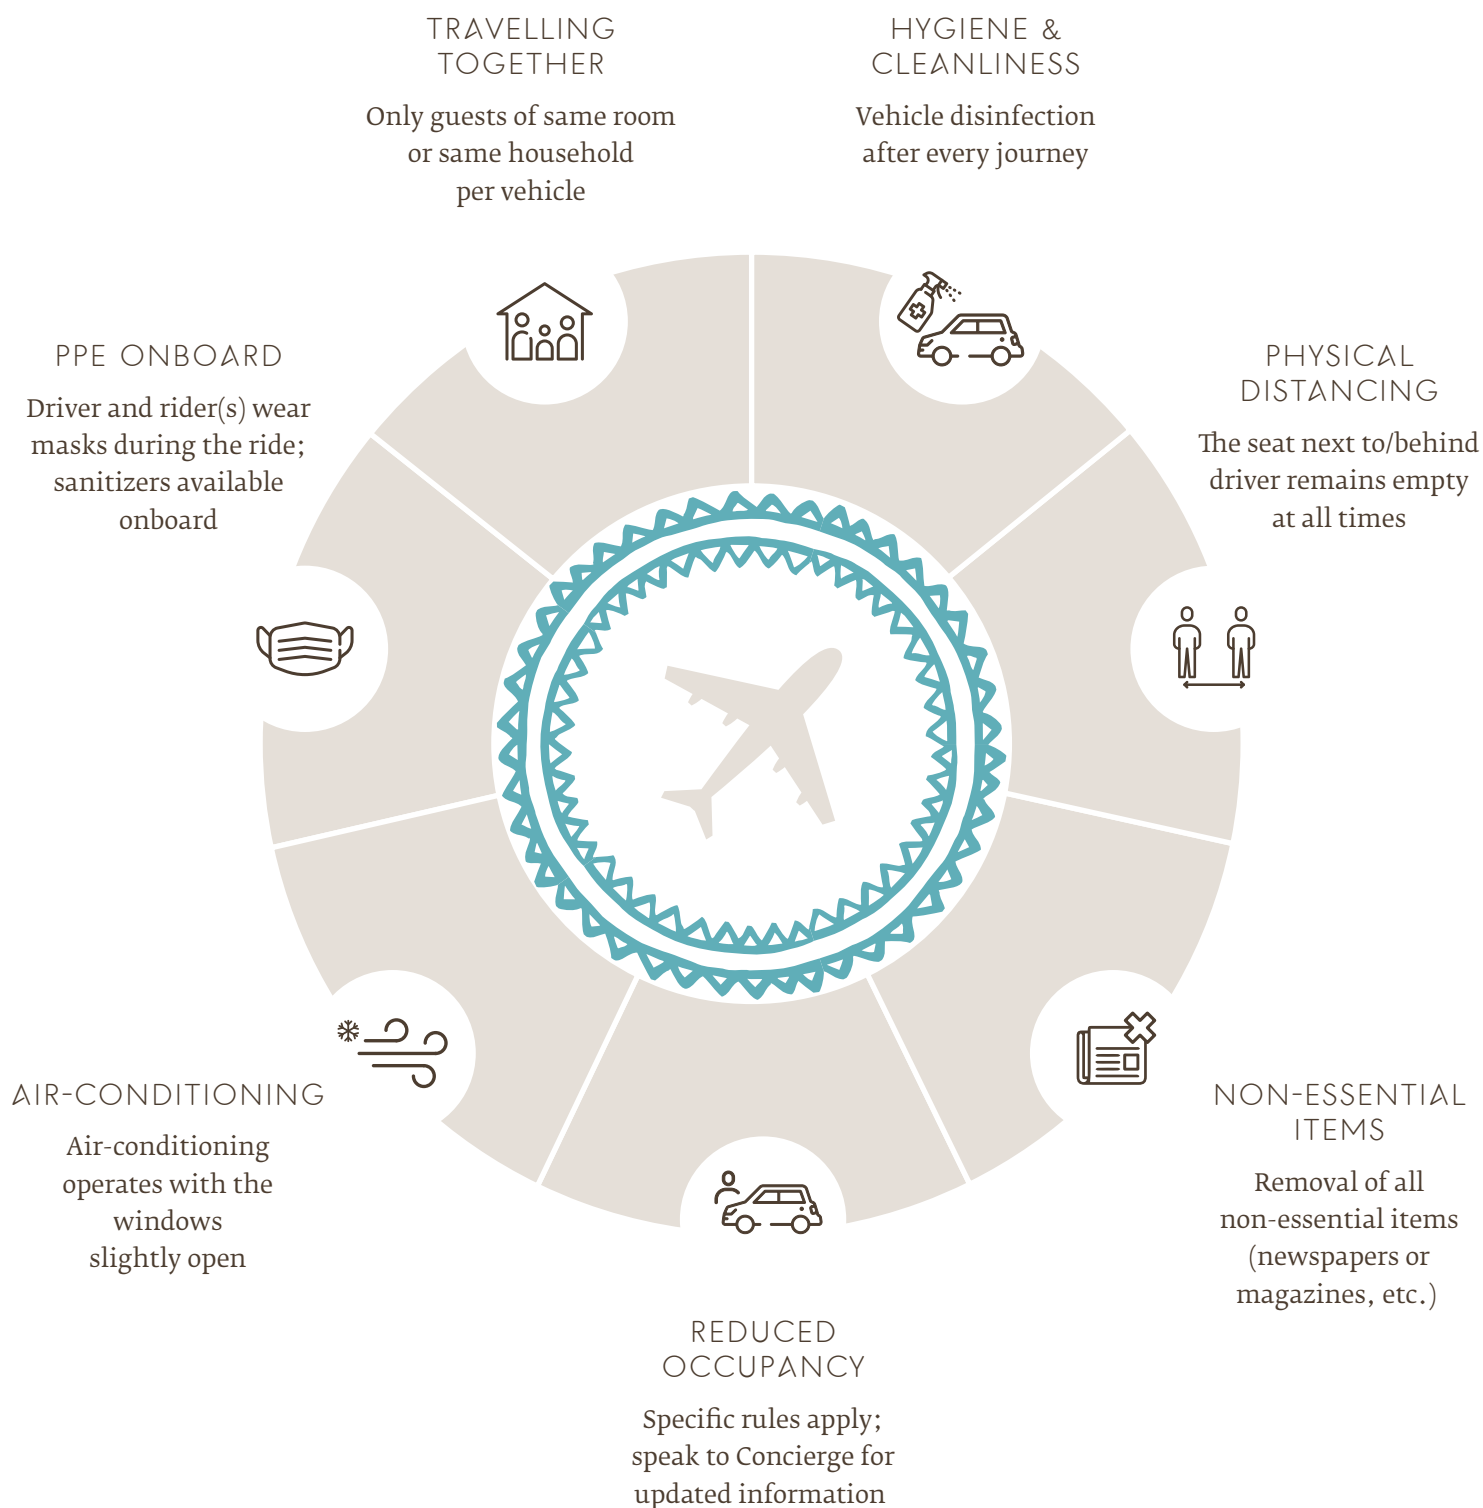 TRAVELLING
TOGETHER
Only guests of same room
or same household
per vehicle
HYGIENE &
CLEANLINESS
Vehicle disinfection
after every journey
PPE ONBOARD
Driver and rider(s) wear
masks during the ride;
sanitizers available
onboard
PHYSICAL
DISTANCING
The seat next to/behind
driver remains empty
at all times
AIR-CONDITIONING
Air-conditioning
operates with the
windows
slightly open
NON-ESSENTIAL
ITEMS
Removal of all
non-essential items
(newspapers or
magazines, etc.)
REDUCED
OCCUPANCY
Specific rules apply;
speak to Concierge for
updated information